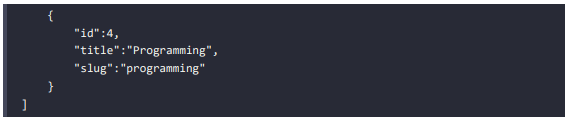 {
"id":4,
"title":"Programming",
"slug":"programming"
}
]